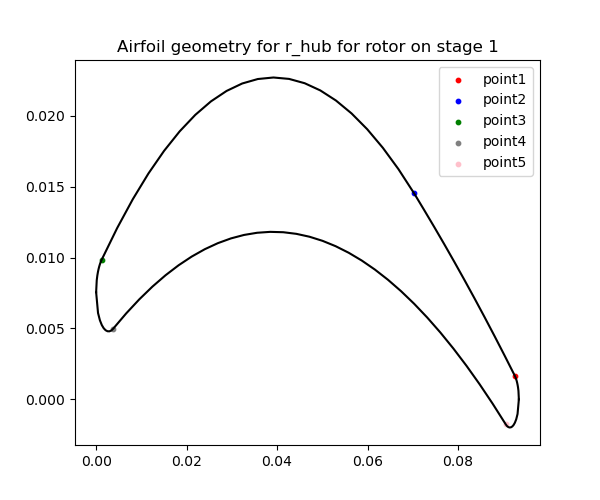 Airfoil geometry for r_hub for rotor on stage 1
point1
point2
point3
point4
point5
0.020
0.015
0.010
0.005
0.000
0.00 0.02 0.04 0.06 0.08